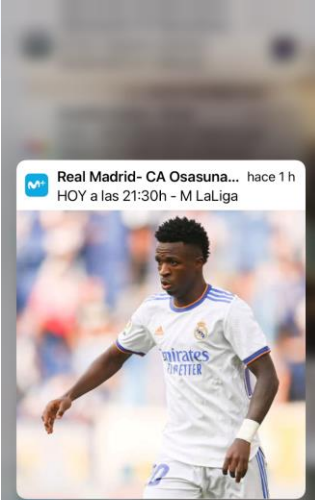 M+
Real Madrid- CA Osasuna... hace 1 h
HOY a las 21:30h - M LaLiga
Emirates
FLY BETTER